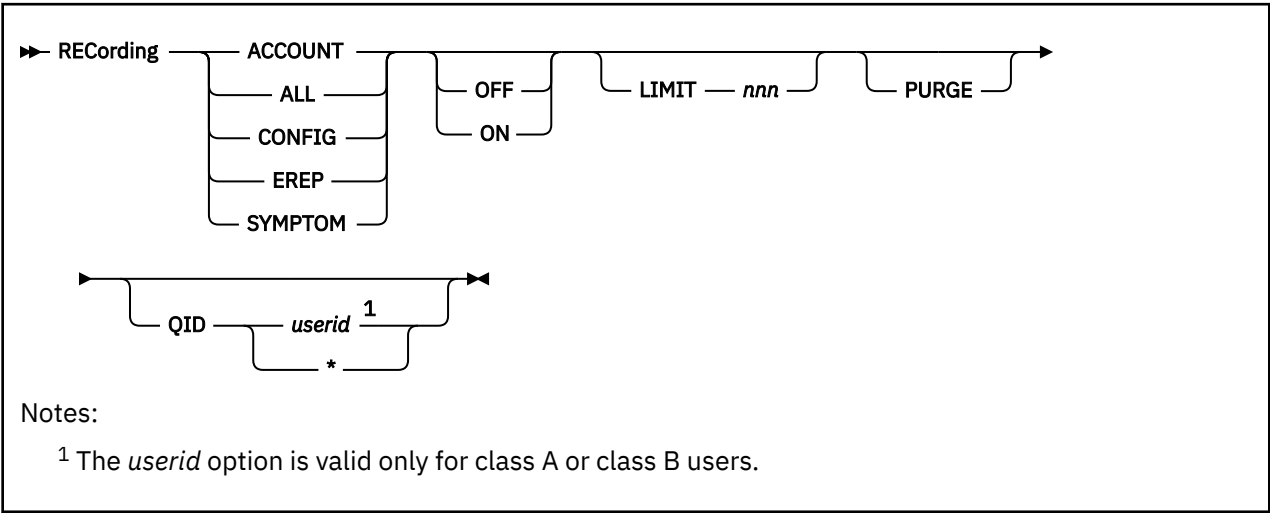 RECording ACCOUNT
ALL OFF LIMIT nnn PURGE
CONFIG ON
EREP
SYMPTOM
QID userid 1
*
Notes:
1 The userid option is valid only for class A or class B users.